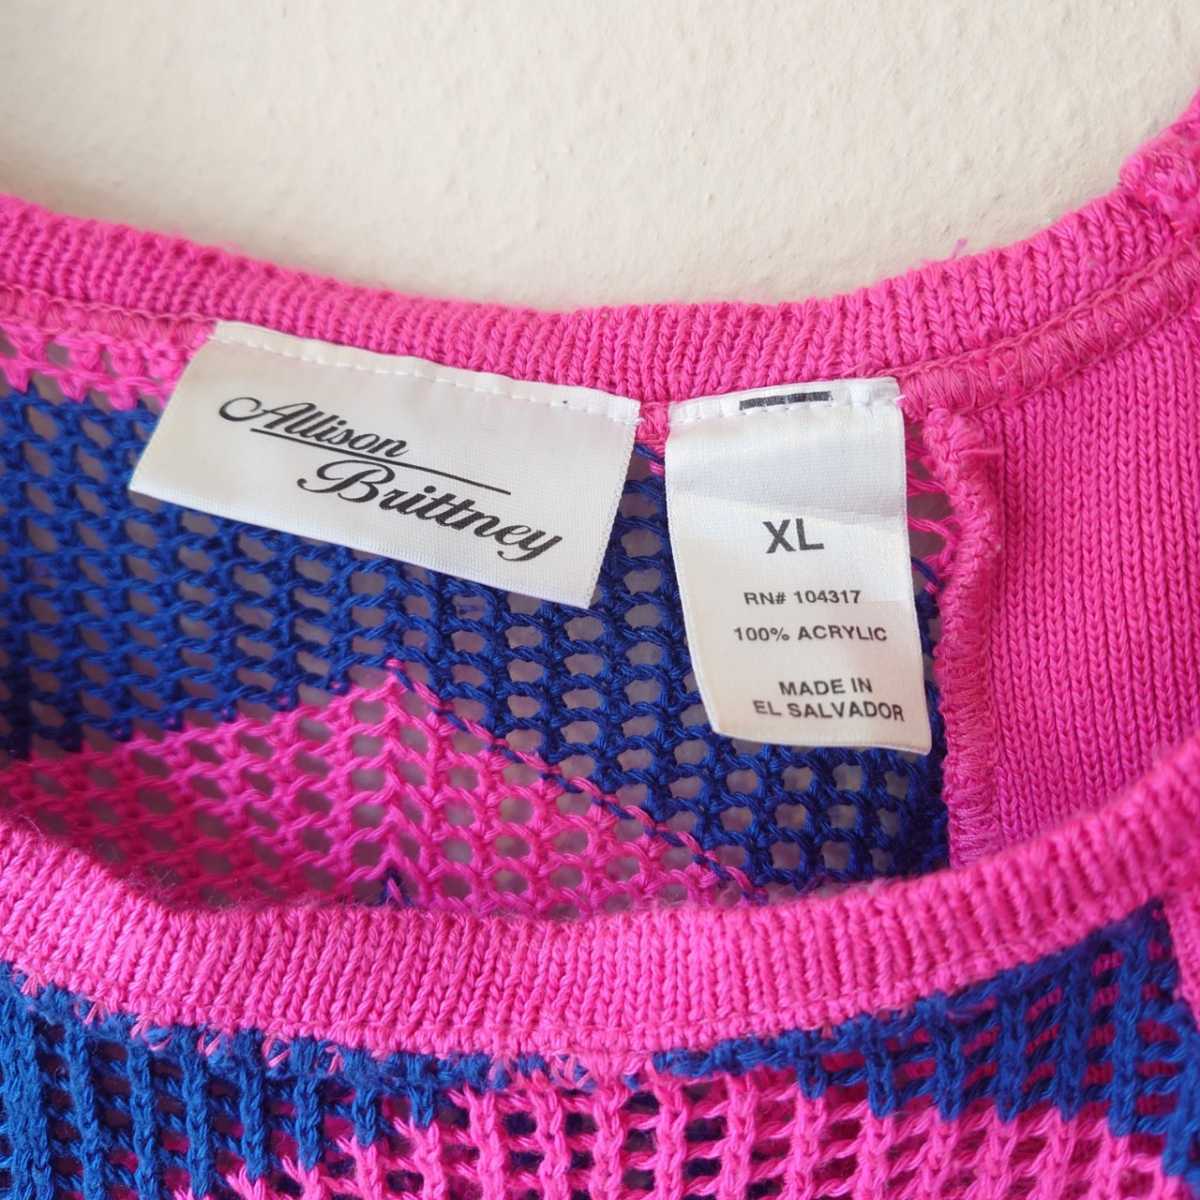 Allison
Brittney
XL
RN# 104317
100% ACRYLIC
MADE IN
EL SALVADOR